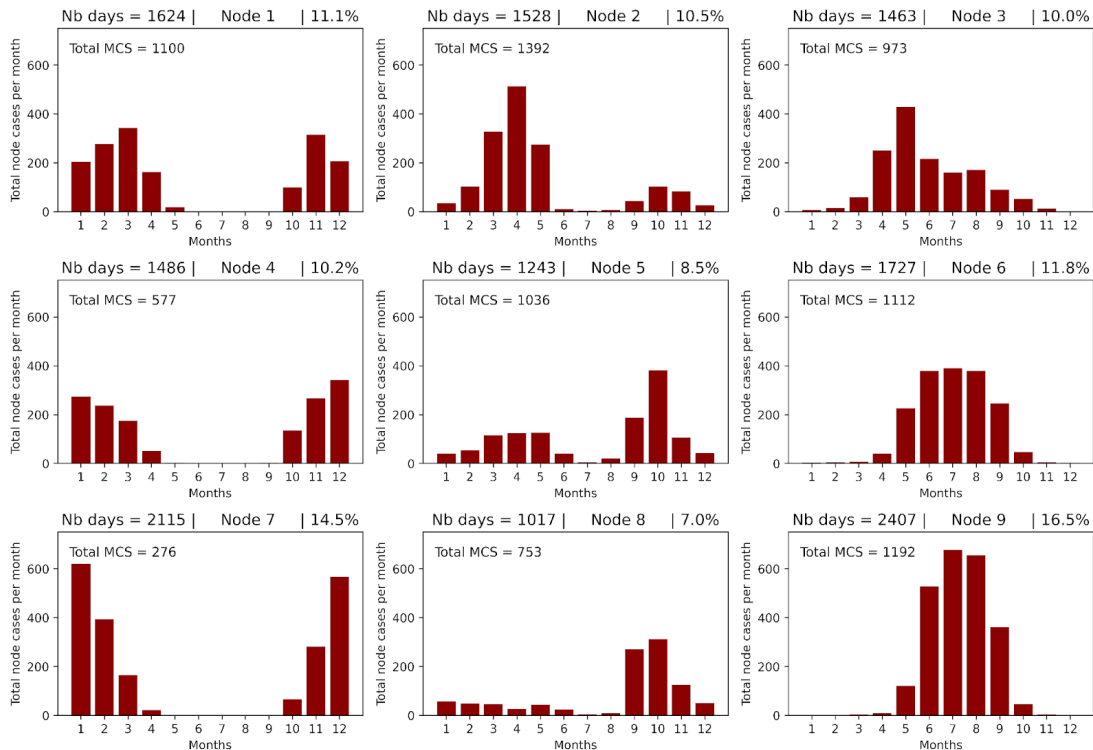 Nb days = 1624 | Node 1 | 11.1%
Total MCS = 1100
Total node cases per month
600
400
200
0
1 2 3 4 5 6 7 8 9 10 11 12
Months
Nb days = 1528 | Node 2 | 10.5%
Total MCS = 1392
Total node cases per month
600
400
200
0
1 2 3 4 5 6 7 8 9 10 11 12
Months
Nb days = 1463 | Node 3 | 10.0%
Total MCS = 973
Total node cases per month
600
400
200
0
1 2 3 4 5 6 7 8 9 10 11 12
Months
Nb days = 1486 | Node 4 | 10.2%
Total MCS = 577
Total node cases per month
600
400
200
0
1 2 3 4 5 6 7 8 9 10 11 12
Months
Nb days = 1243 | Node 5 | 8.5%
Total MCS = 1036
Total node cases per month
600
400
200
0
1 2 3 4 5 6 7 8 9 10 11 12
Months
Nb days = 1727 | Node 6 | 11.8%
Total MCS = 1112
Total node cases per month
600
400
200
0
1 2 3 4 5 6 7 8 9 10 11 12
Months
Nb days = 2115 | Node 7 | 14.5%
Total MCS = 276
Total node cases per month
600
400
200
0
1 2 3 4 5 6 7 8 9 10 11 12
Months
Nb days = 1017 | Node 8 | 7.0%
Total MCS = 753
Total node cases per month
600
400
200
0
1 2 3 4 5 6 7 8 9 10 11 12
Months
Nb days = 2407 | Node 9 | 16.5%
Total MCS = 1192
Total node cases per month
600
400
200
0
1 2 3 4 5 6 7 8 9 10 11 12
Months